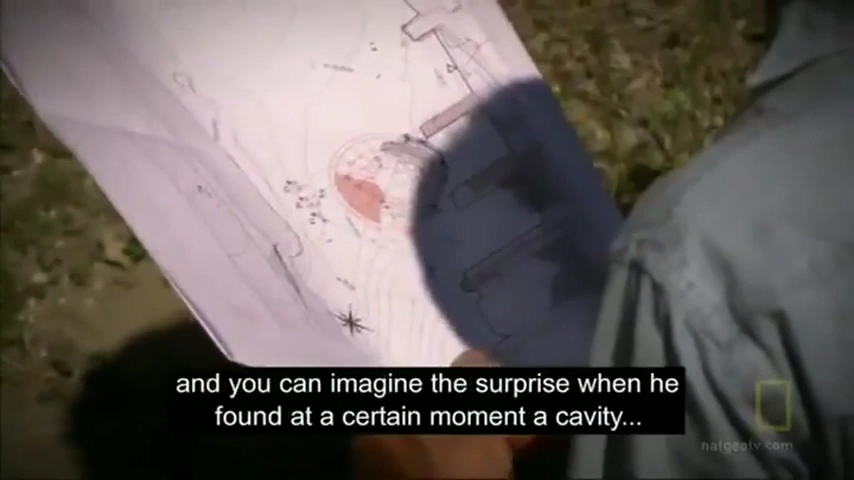 and you can imagine the surprise when he
found at a certain moment a cavity...
natgeotv.com